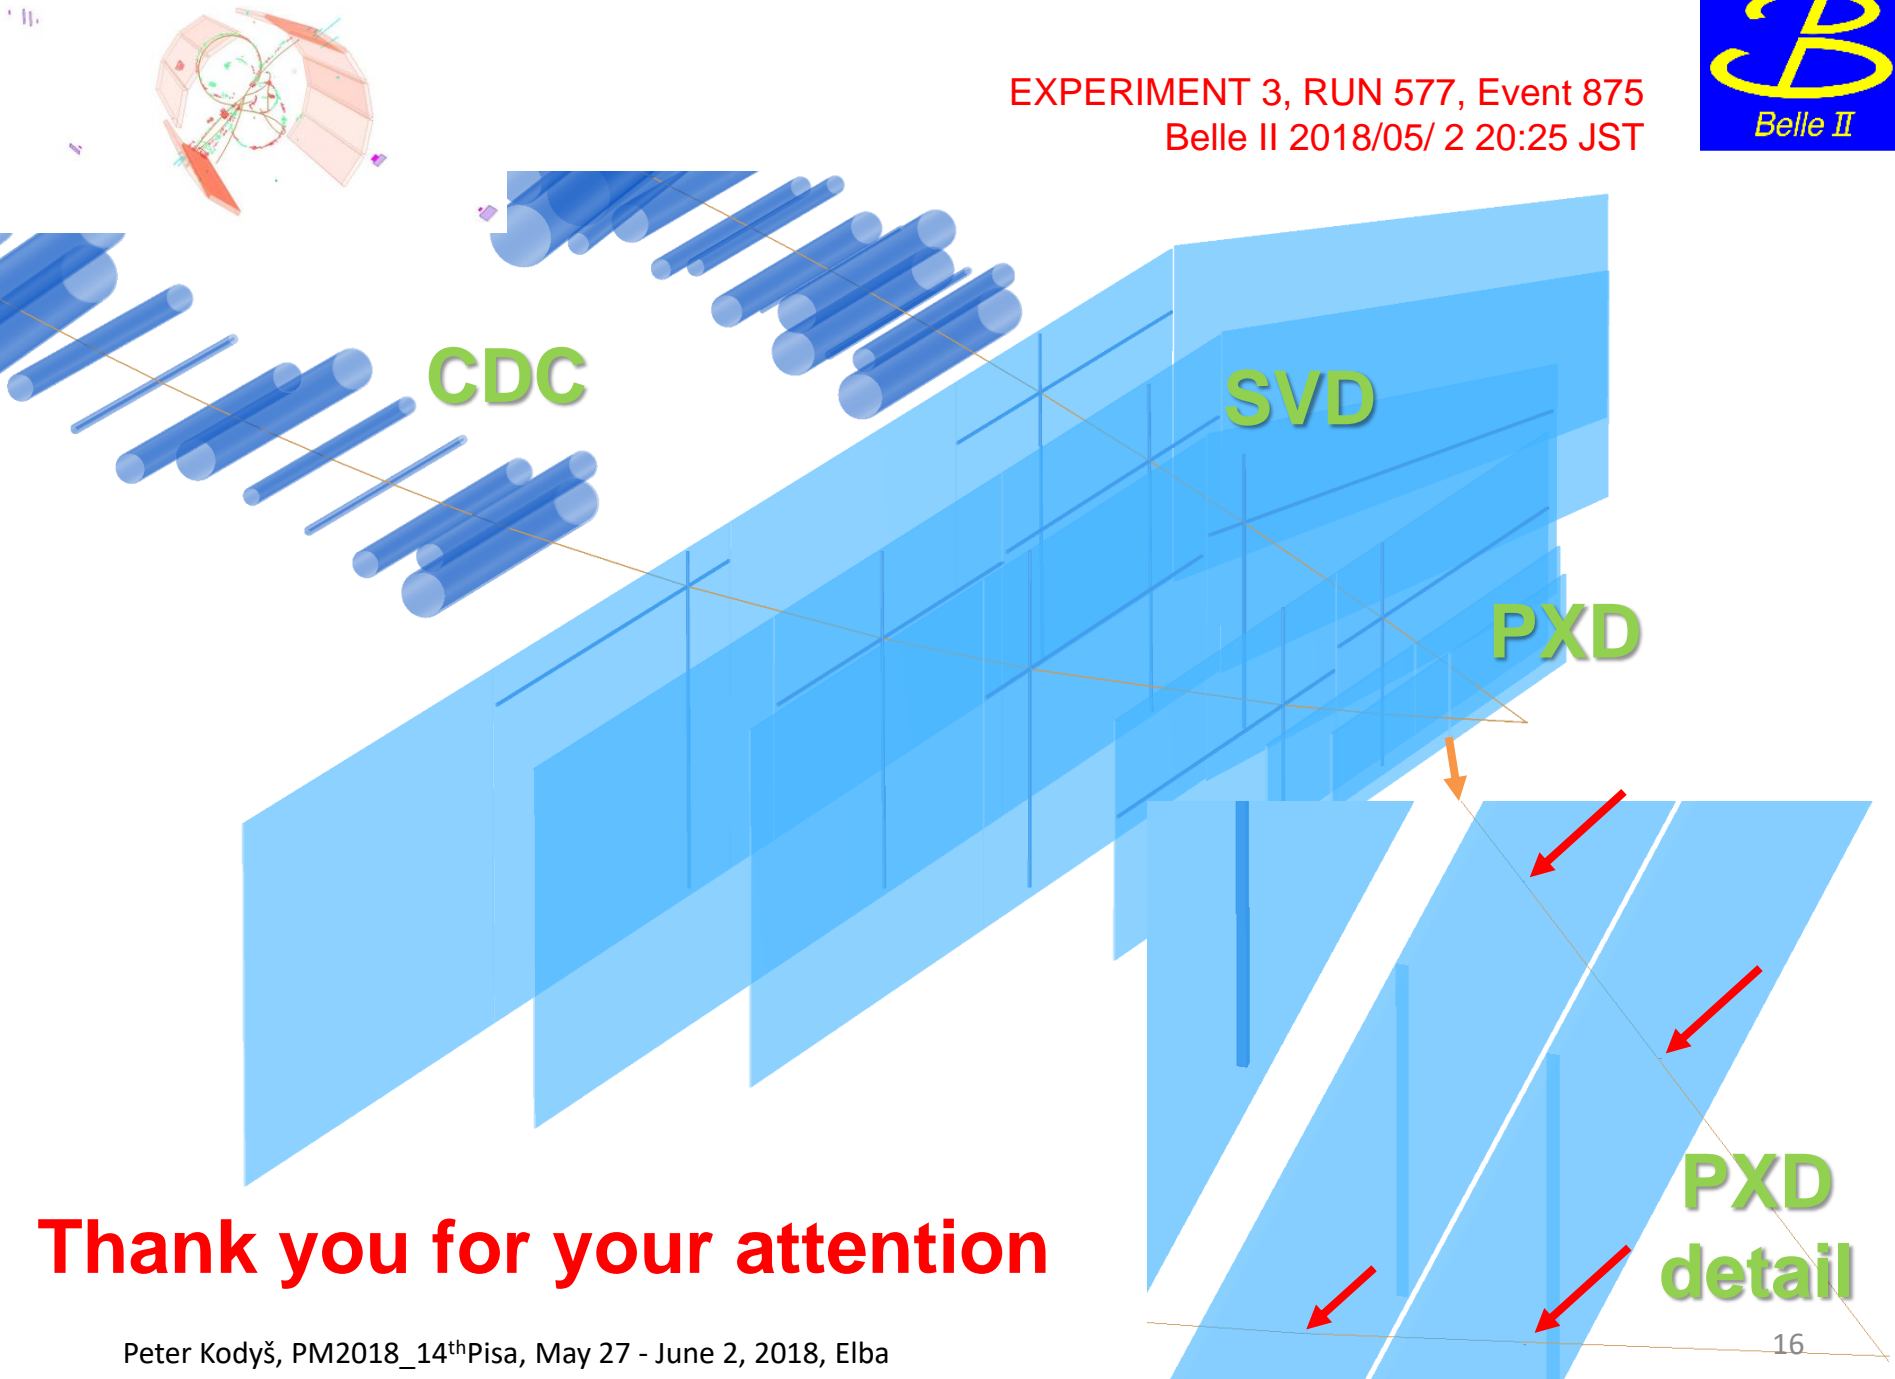 EXPERIMENT 3, RUN 577, Event 875
Belle II 2018/05/ 2 20:25 JST
Belle II
CDC
SVD
PXD
PXD
detail
Thank you for your attention
Peter Kodyš, PM2018_14thPisa, May 27 - June 2, 2018, Elba
16